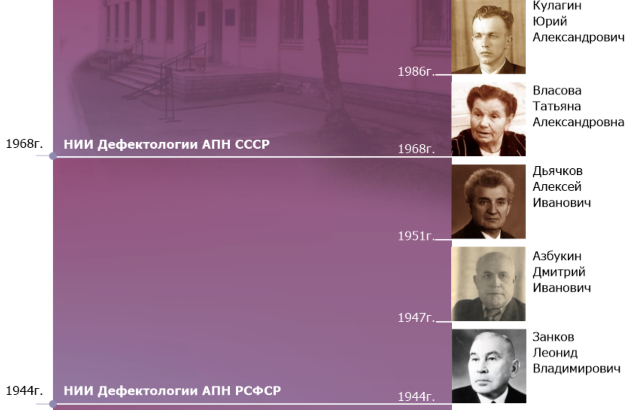 Кулагин
Юрий
Александрович
1986г.
Власова
Татьяна
Александровна
1968г.
НИИ Дефектологии АПН СССР
1968г.
Дьячков
Алексей
Иванович
1951г.
Азбукин
Дмитрий
Иванович
1947г.
Занков
Леонид
Владимирович
1944г.
НИИ Дефектологии АПН РСФСР
1944г.